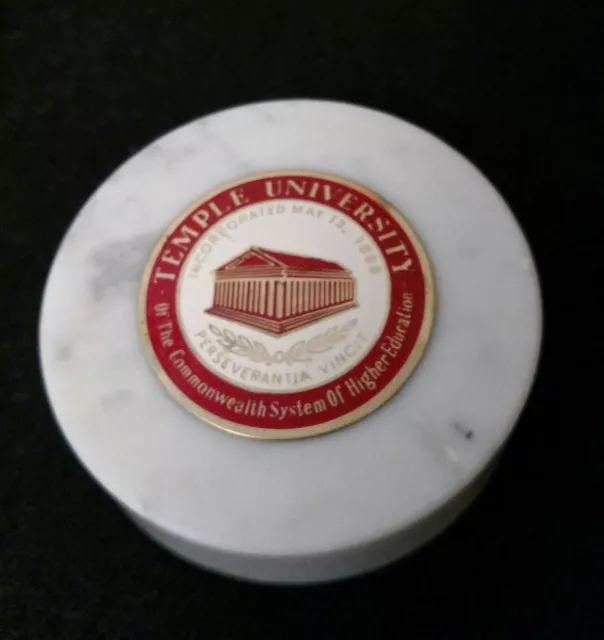 TEMPLE UNIVERSITY
Of The Commonwealth System Of Higher Education
INCORPORATED MAY 12, 1888
PERSEVERANTIA VINCIT